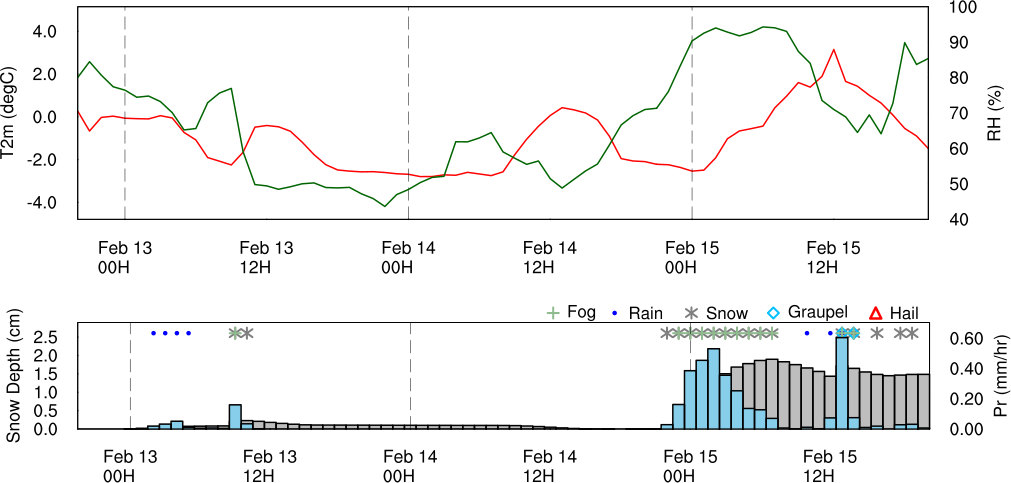 100
4.0
90
2.0
80
T2m (degC)
0.0
70
RH (%)
-2.0
60
-4.0
50
40
Feb 13 Feb 13 Feb 14 Feb 14 Feb 15 Feb 15
00H 12H 00H 12H 00H 12H
Fog Rain Snow Graupel Hail
Snow Depth (cm)
2.5 0.60
2.0
1.5 0.40
1.0
0.5 0.20
0.0 0.00
Pr (mm/hr)
Feb 13 Feb 13 Feb 14 Feb 14 Feb 15 Feb 15
00H 12H 00H 12H 00H 12H